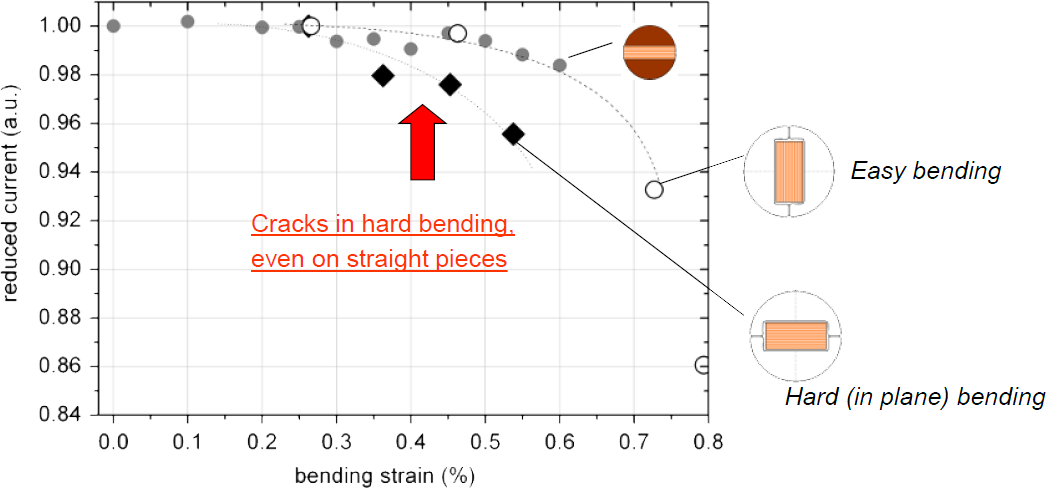 1.00
0.98
0.96
0.94
0.92
0.90
0.88
0.86
0.84
reduced current (a.u.)
0.0 0.1 0.2 0.3 0.4 0.5 0.6 0.7 0.8
bending strain (%)
Cracks in hard bending,
even on straight pieces
Easy bending
Hard (in plane) bending